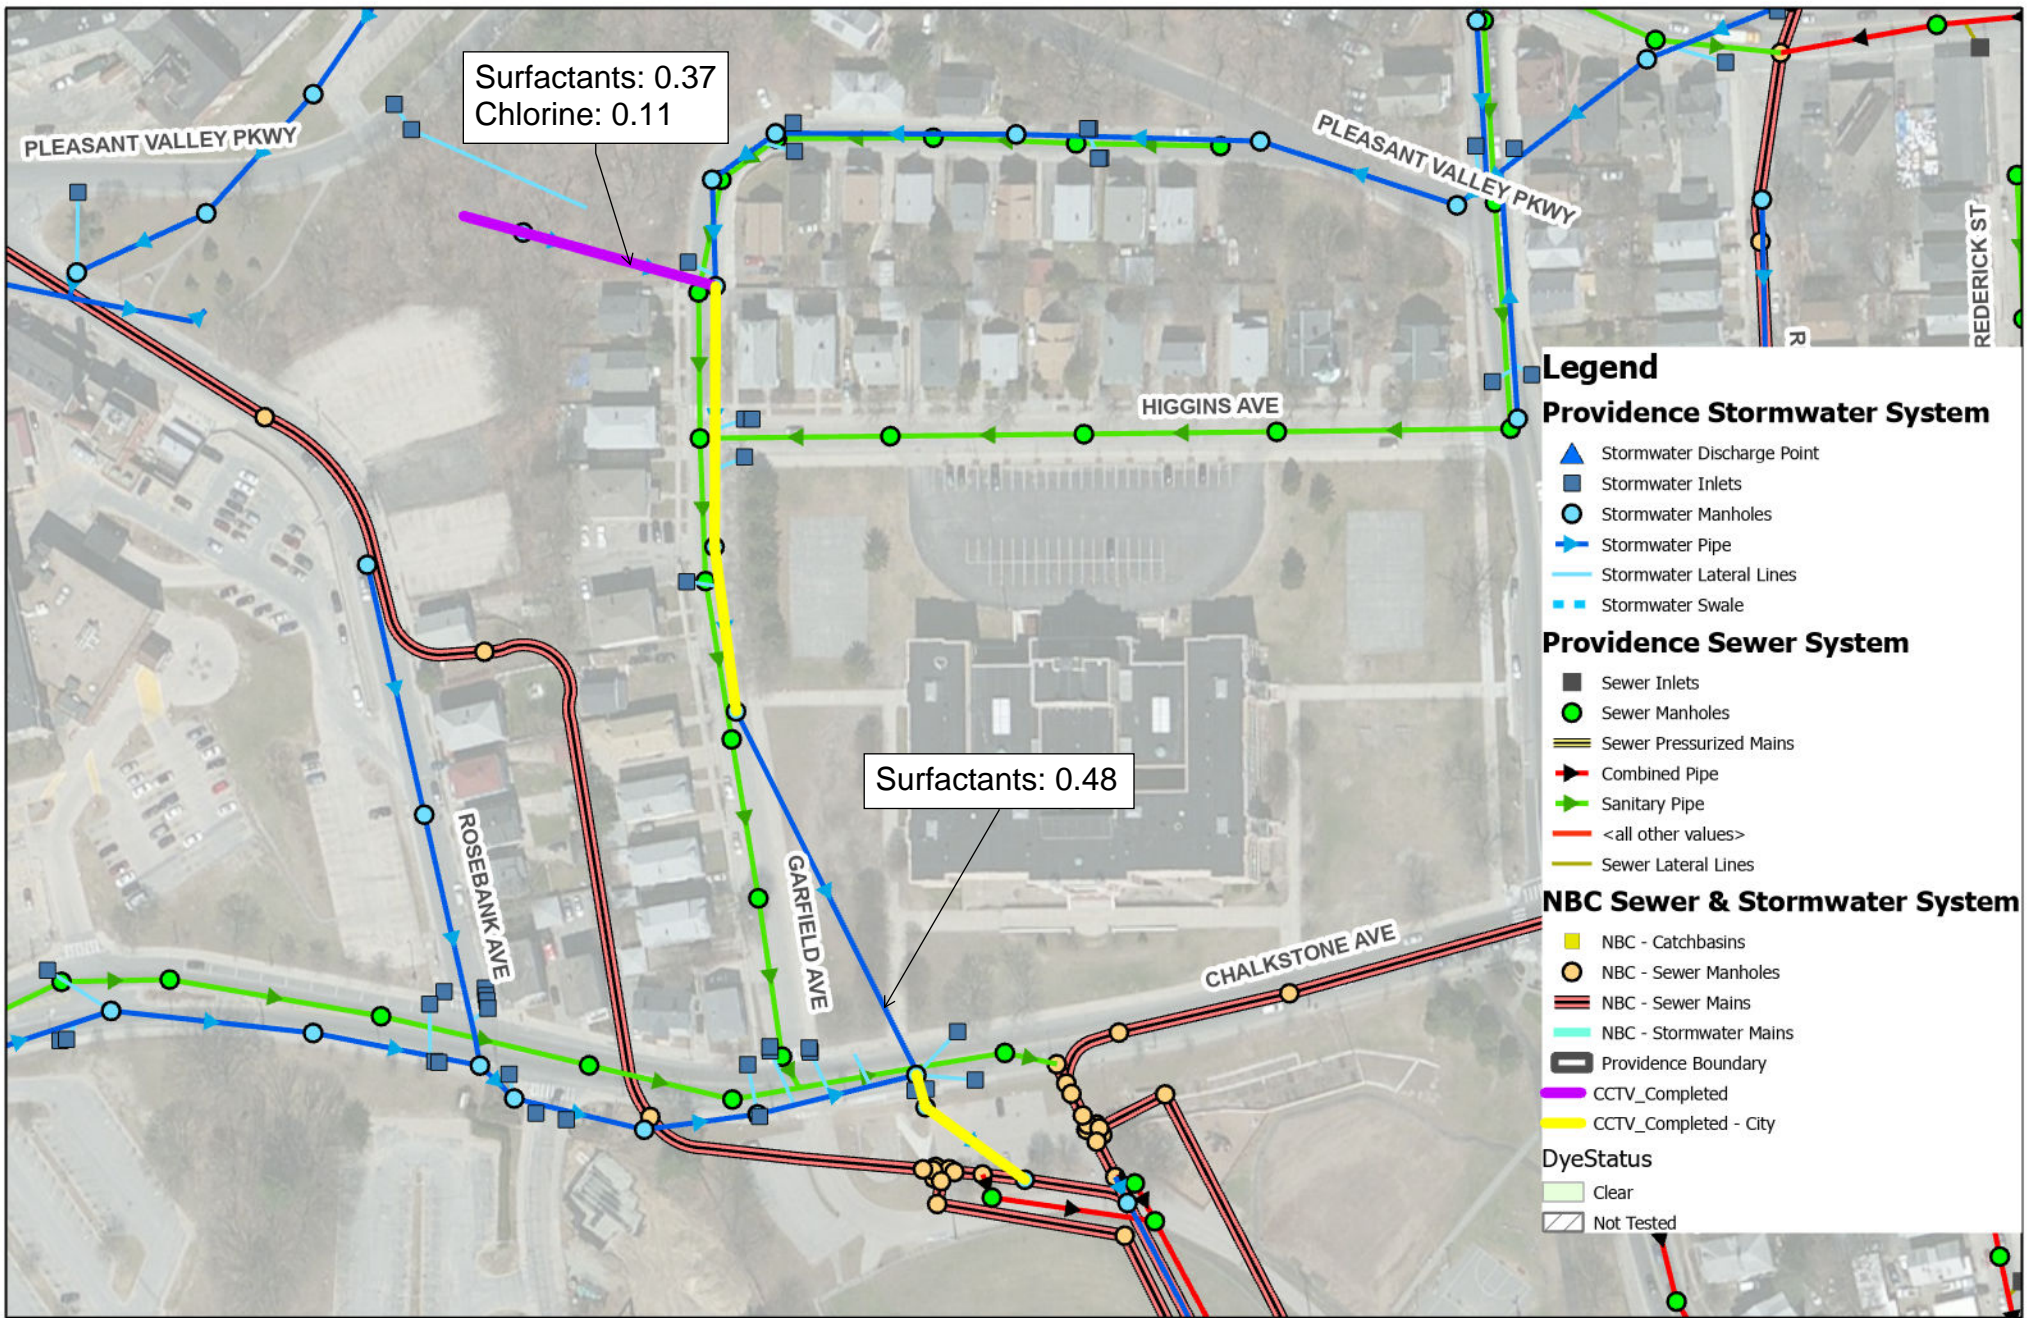 Surfactants: 0.37
Chlorine: 0.11
PLEASANT VALLEY PKWY
PLEASANT VALLEY PKWY
REDERICK ST
R
HIGGINS AVE
Surfactants: 0.48
ROSEBANK AVE
GARFIELD AVE
CHALKSTONE AVE
Legend
Providence Stormwater System
Stormwater Discharge Point
Stormwater Inlets
Stormwater Manholes
Stormwater Pipe
Stormwater Lateral Lines
Stormwater Swale
Providence Sewer System
Sewer Inlets
Sewer Manholes
Sewer Pressurized Mains
Combined Pipe
Sanitary Pipe
<all other values>
Sewer Lateral Lines
NBC Sewer & Stormwater System
NBC - Catchbasins
NBC - Sewer Manholes
NBC - Sewer Mains
NBC - Stormwater Mains
Providence Boundary
CCTV_Completed
CCTV_Completed - City
DyeStatus
Clear
Not Tested